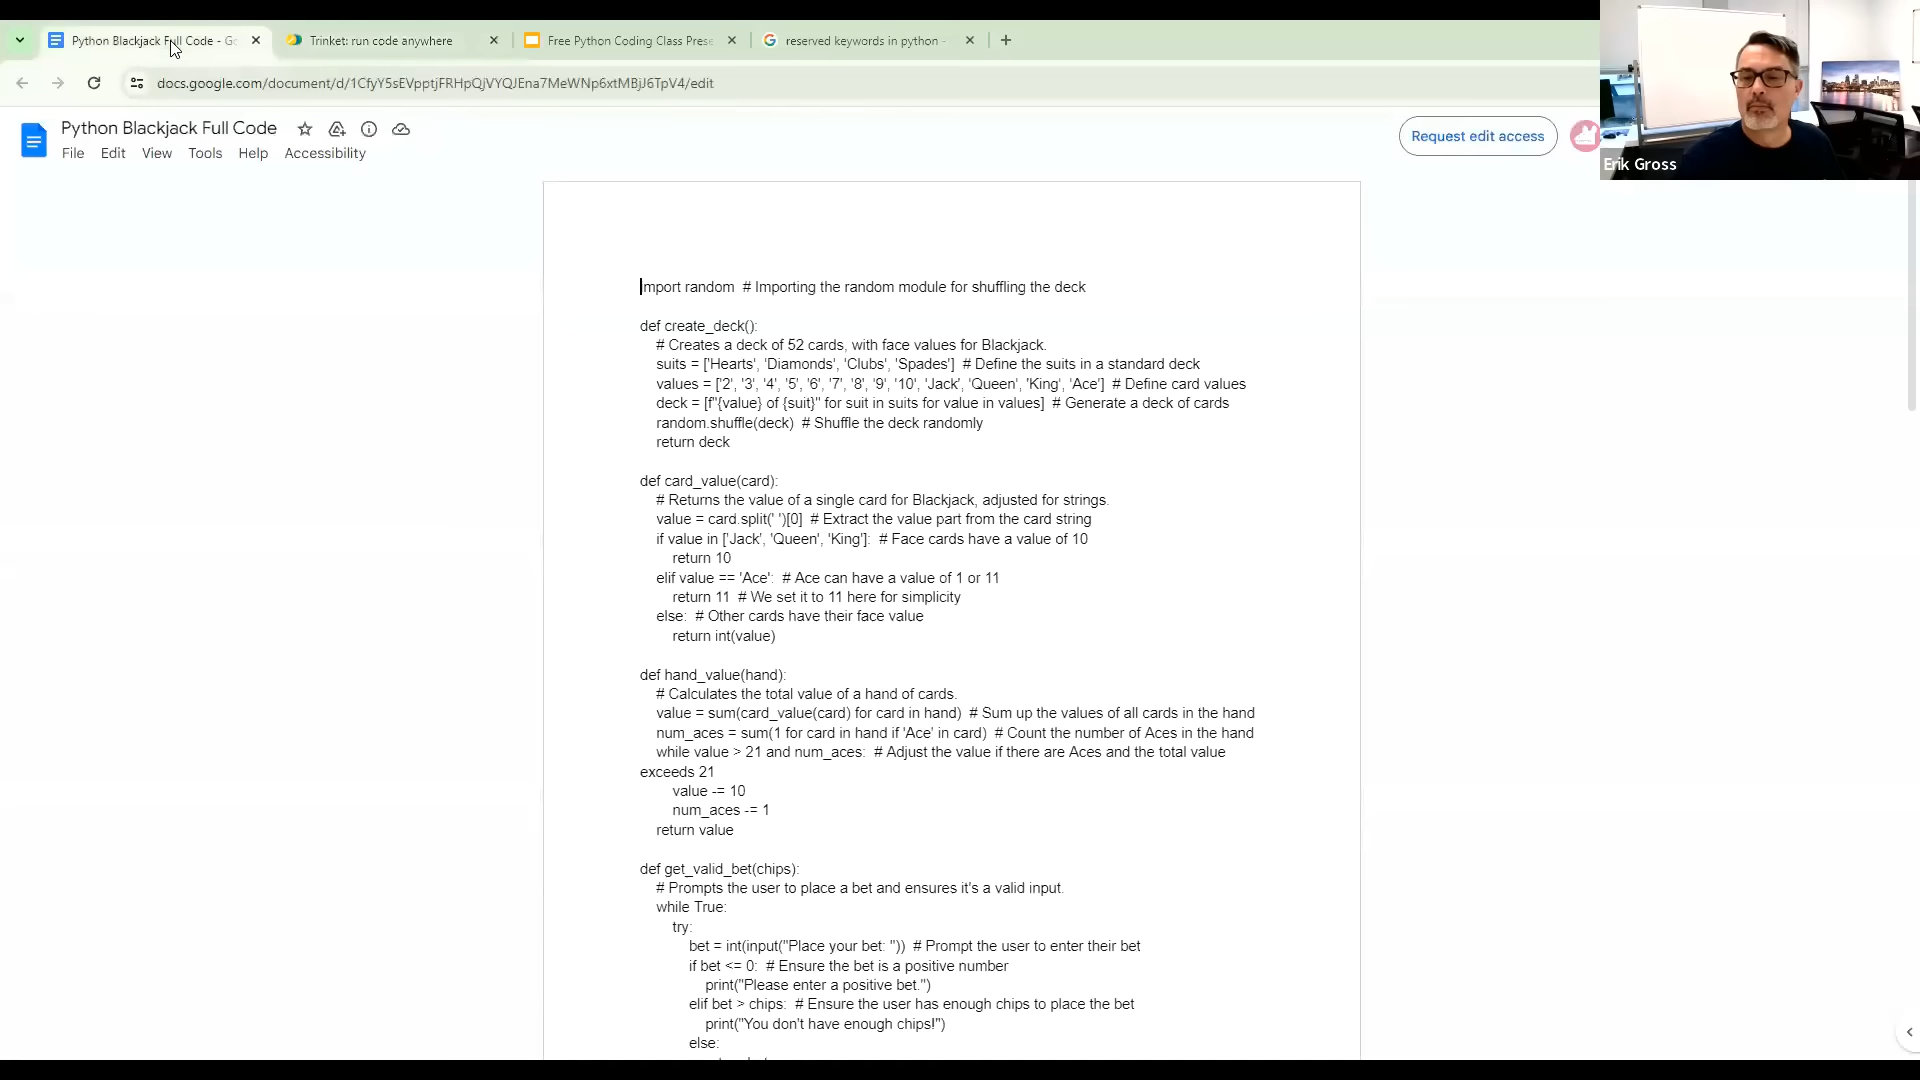 Python Blackjack Full Code - Go
Trinket: run code anywhere
Free Python Coding Class Prese
reserved keywords in python -
docs.google.com/document/d/1CfyY5sEVpptjFRHpQjVYQJEna7MeWNp6xtMBjJ6TpV4/edit
Python Blackjack Full Code
File Edit View Tools Help Accessibility
Request edit access
Erik Gross
import random  # Importing the random module for shuffling the deck
def create_deck():
# Creates a deck of 52 cards, with face values for Blackjack.
suits = ['Hearts', 'Diamonds', 'Clubs', 'Spades']  # Define the suits in a standard deck
values = ['2', '3', '4', '5', '6', '7', '8', '9', '10', 'Jack', 'Queen', 'King', 'Ace']  # Define card values
deck = [f"{value} of {suit}" for suit in suits for value in values]  # Generate a deck of cards
random.shuffle(deck)  # Shuffle the deck randomly
return deck
def card_value(card):
# Returns the value of a single card for Blackjack, adjusted for strings.
value = card.split(' ')[0]  # Extract the value part from the card string
if value in ['Jack', 'Queen', 'King']:  # Face cards have a value of 10
return 10
elif value == 'Ace':  # Ace can have a value of 1 or 11
return 11  # We set it to 11 here for simplicity
else:  # Other cards have their face value
return int(value)
def hand_value(hand):
# Calculates the total value of a hand of cards.
value = sum(card_value(card) for card in hand)  # Sum up the values of all cards in the hand
num_aces = sum(1 for card in hand if 'Ace' in card)  # Count the number of Aces in the hand
while value > 21 and num_aces:  # Adjust the value if there are Aces and the total value
exceeds 21
value -= 10
num_aces -= 1
return value
def get_valid_bet(chips):
# Prompts the user to place a bet and ensures it's a valid input.
while True:
try:
bet = int(input("Place your bet: "))  # Prompt the user to enter their bet
if bet <= 0:  # Ensure the bet is a positive number
print("Please enter a positive bet.")
elif bet > chips:  # Ensure the user has enough chips to place the bet
print("You don't have enough chips!")
else: